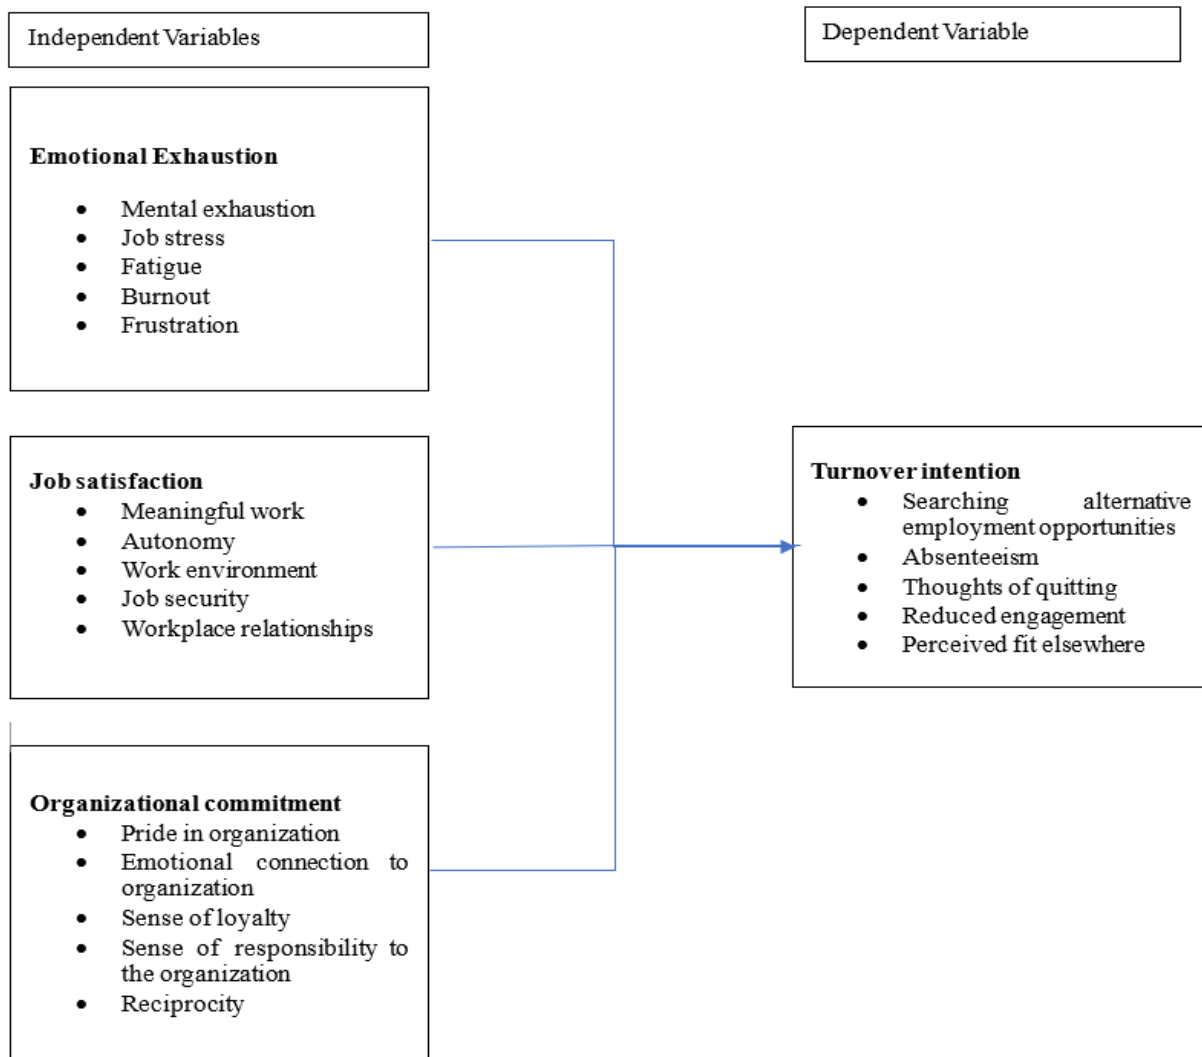 Independent Variables
Dependent Variable
Emotional Exhaustion
• Mental exhaustion
• Job stress
• Fatigue
• Burnout
• Frustration
Job satisfaction
• Meaningful work
• Autonomy
• Work environment
• Job security
• Workplace relationships
Turnover intention
• Searching alternative
employment opportunities
• Absenteeism
• Thoughts of quitting
• Reduced engagement
• Perceived fit elsewhere
Organizational commitment
• Pride in organization
• Emotional connection to
organization
• Sense of loyalty
• Sense of responsibility to
the organization
• Reciprocity